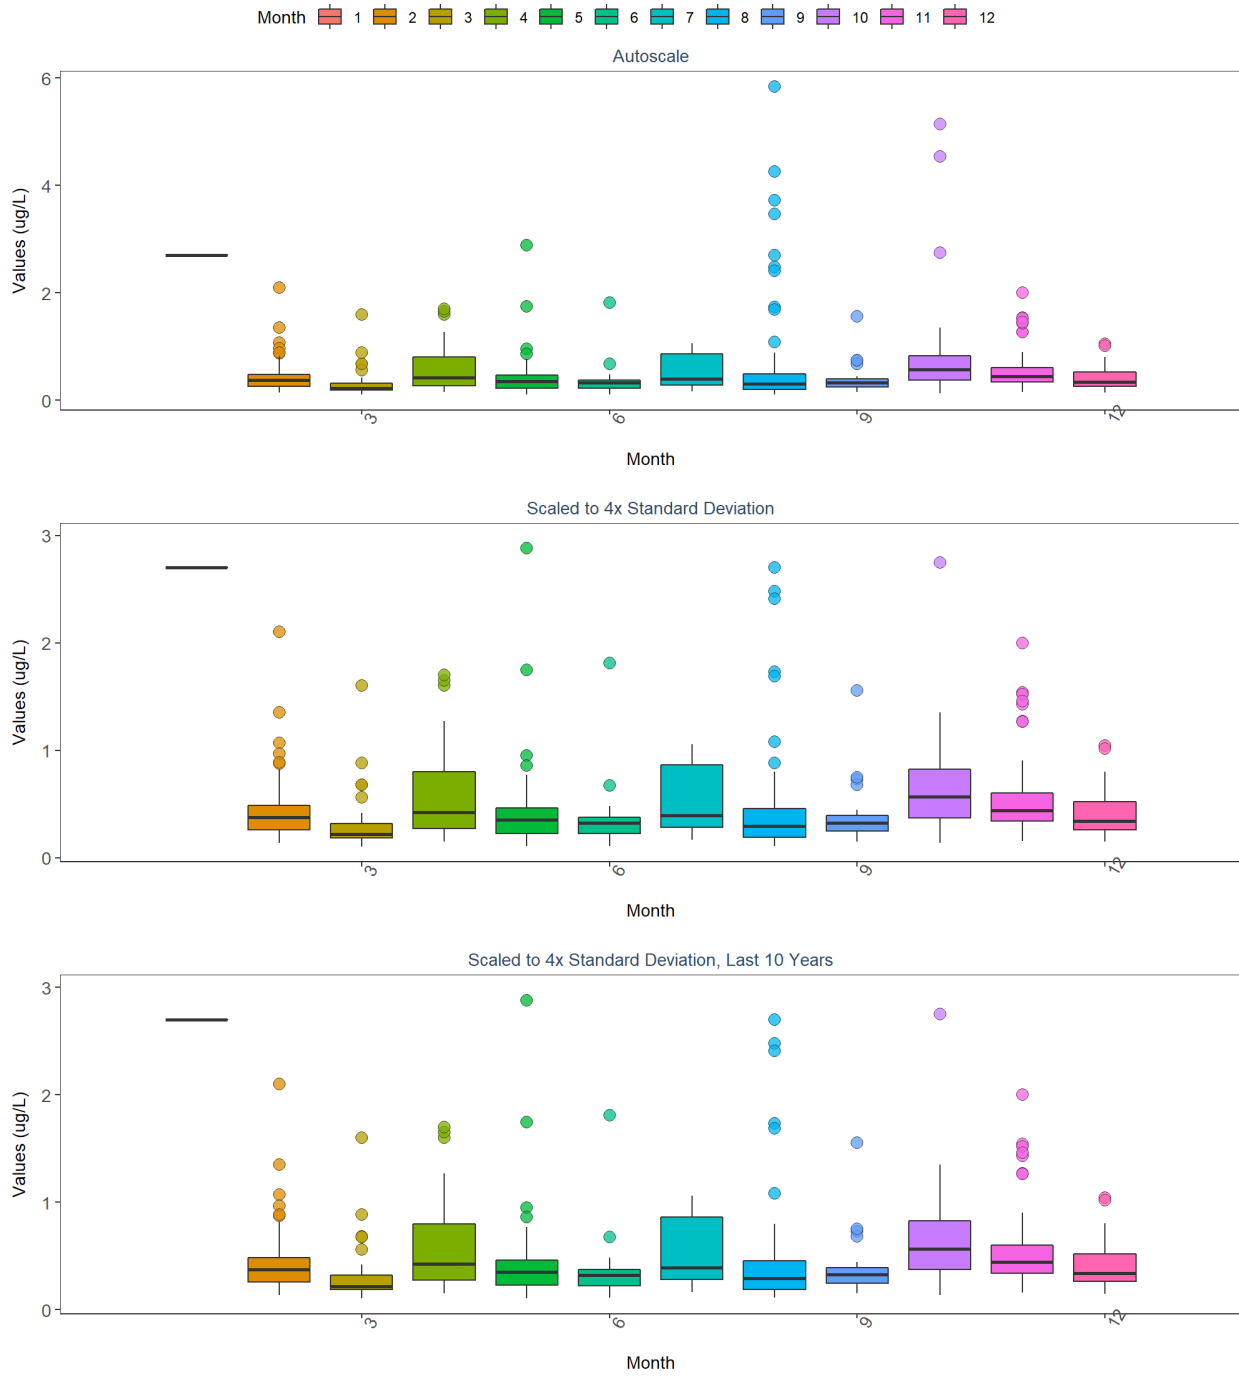 Month 1 2 3 4 5 6 7 8 9 10 11 12
Autoscale
Values (ug/L)
6
4
2
0
3 6 9 12
Month
Scaled to 4x Standard Deviation
Values (ug/L)
3
2
1
0
3 6 9 12
Month
Scaled to 4x Standard Deviation, Last 10 Years
Values (ug/L)
3
2
1
0
3 6 9 12
Month